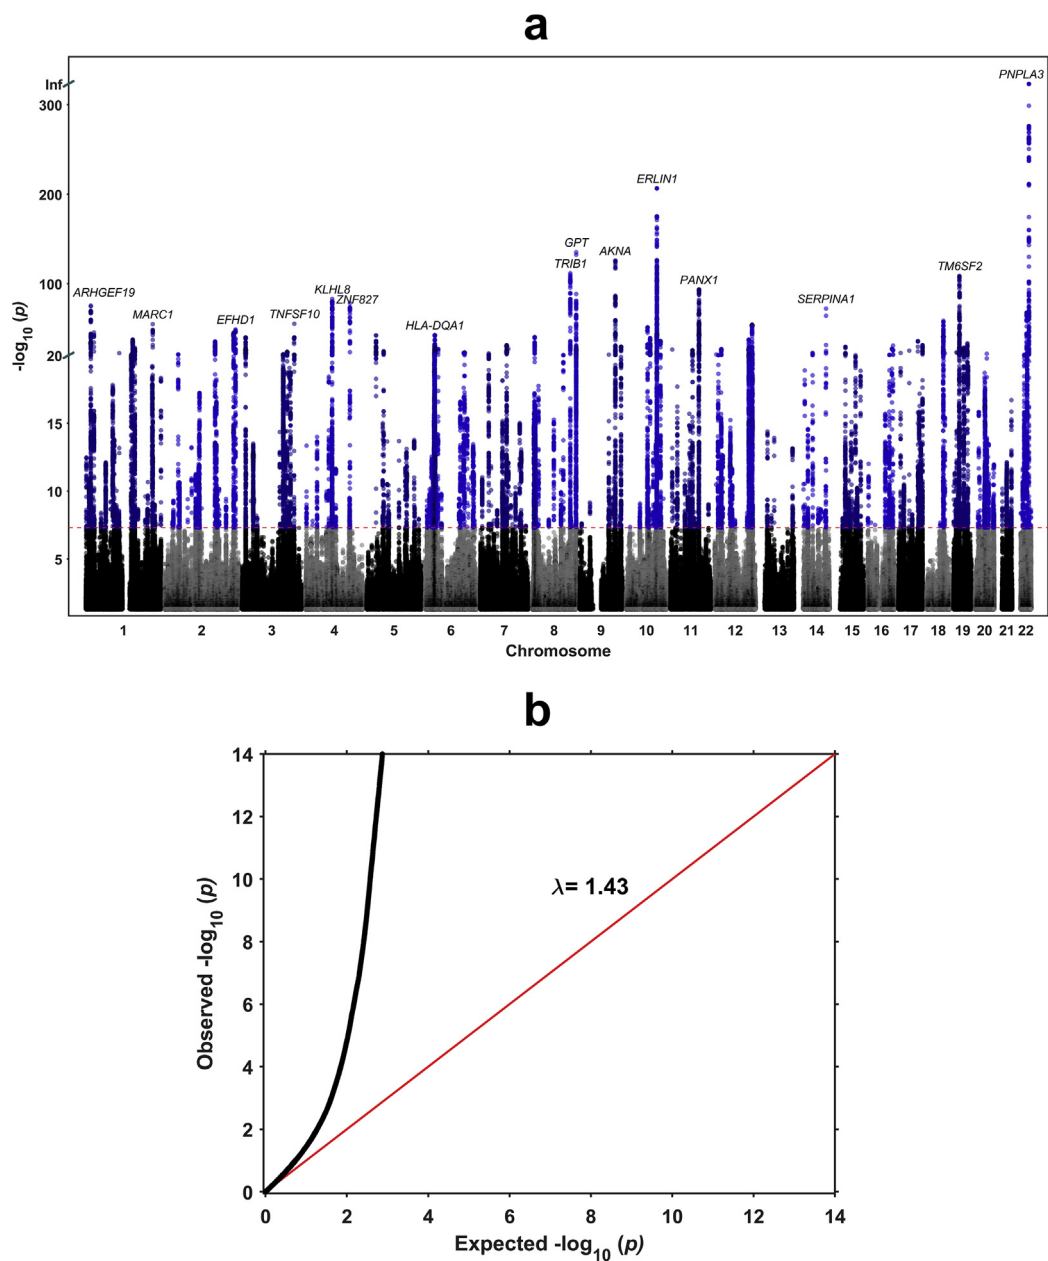 a
PNPLA3
Inf
300
ERLIN1
200
GPT
AKNA
TRIB1
TM6SF2
100
PANX1
ARHGEF19
KLHL8
ZNF827
SERPINA1
MARC1
TNFSF10
EFHD1
HLA-DQA1
20
15
10
5
-log10 (p)
1 2 3 4 5 6 7 8 9 10 11 12 13 14 15 16 17 18 19 20 21 22
Chromosome
b
14
12
10
8
6
4
2
0
λ= 1.43
Observed -log10 (p)
0 2 4 6 8 10 12 14
Expected -log10 (p)